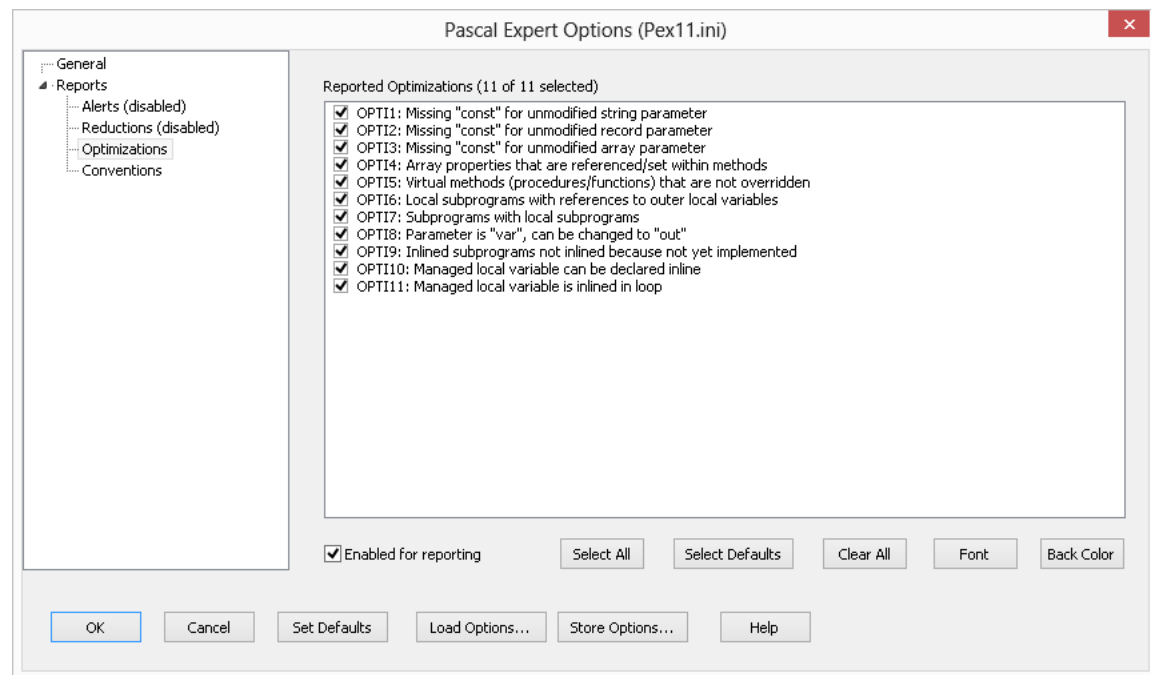 Pascal Expert Options (Pex11.ini)
General
Reports
Alerts (disabled)
Reductions (disabled)
Optimizations
Conventions
Reported Optimizations (11 of 11 selected)
OPTI1: Missing "const" for unmodified string parameter
OPTI2: Missing "const" for unmodified record parameter
OPTI3: Missing "const" for unmodified array parameter
OPTI4: Array properties that are referenced/set within methods
OPTI5: Virtual methods (procedures/functions) that are not overridden
OPTI6: Local subprograms with references to outer local variables
OPTI7: Subprograms with local subprograms
OPTI8: Parameter is "var", can be changed to "out"
OPTI9: Inlined subprograms not inlined because not yet implemented
OPTI10: Managed local variable can be declared inline
OPTI11: Managed local variable is inlined in loop
Enabled for reporting
Select All
Select Defaults
Clear All
Font
Back Color
OK
Cancel
Set Defaults
Load Options...
Store Options...
Help